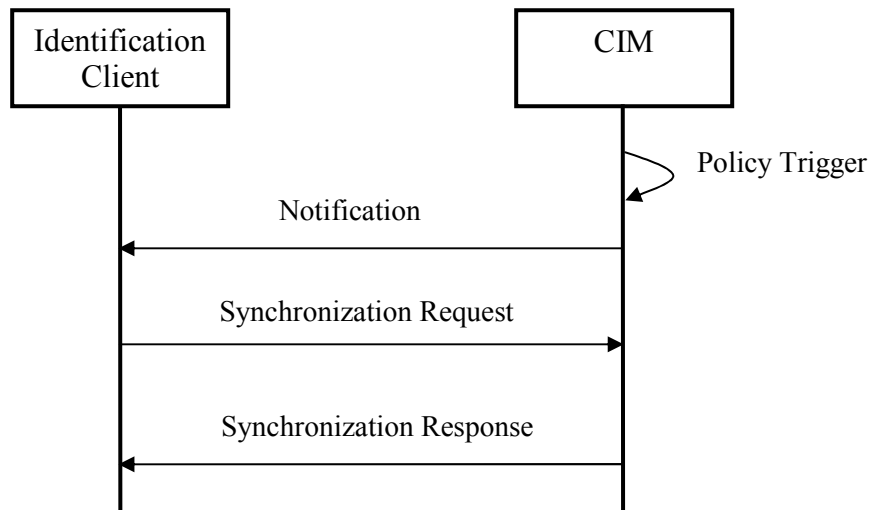 Identification
Client
CIM
Policy Trigger
Notification
Synchronization Request
Synchronization Response